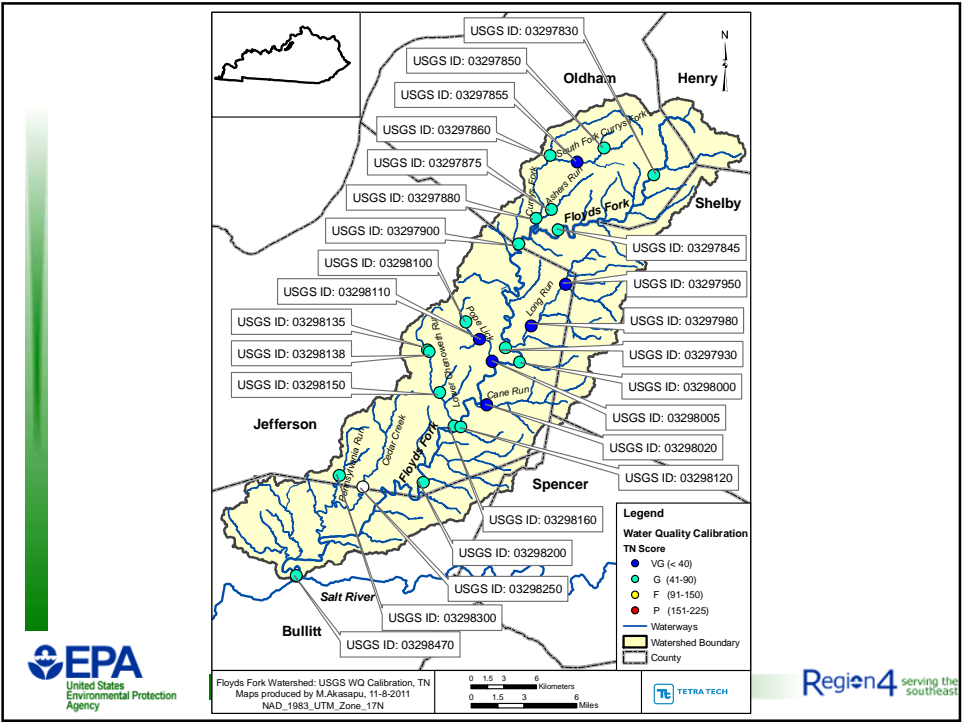 USGS ID: 03297830
N
USGS ID: 03297850
Oldham
Henry
USGS ID: 03297855
USGS ID: 03297860
South Fork Currys Fork
USGS ID: 03297875
Currys Fork
Ashers Run
USGS ID: 03297880
Floyds Fork
Shelby
USGS ID: 03297900
USGS ID: 03297845
USGS ID: 03298100
USGS ID: 03297950
USGS ID: 03298110
Long Run
USGS ID: 03297980
USGS ID: 03298135
Pope Lick
USGS ID: 03298138
USGS ID: 03297930
Lower Chenoweth Run
USGS ID: 03298000
USGS ID: 03298150
Cane Run
USGS ID: 03298005
Jefferson
USGS ID: 03298020
Pennsylvania Run
Cedar Creek
Floyds Fork
USGS ID: 03298120
Spencer
USGS ID: 03298160
USGS ID: 03298200
USGS ID: 03298250
Salt River
USGS ID: 03298300
Bullitt
USGS ID: 03298470
Legend
Water Quality Calibration
TN Score
VG (< 40)
G (41-90)
F (91-150)
P (151-225)
Waterways
Watershed Boundary
County
Floyds Fork Watershed: USGS WQ Calibration, TN
Maps produced by M.Akasapu, 11-8-2011
NAD_1983_UTM_Zone_17N
0 1.5 3 6
Kilometers
0 1.5 3 6
Miles
Tt TETRA TECH
EPA
United States
Environmental Protection
Agency
Region4 serving the
southeast